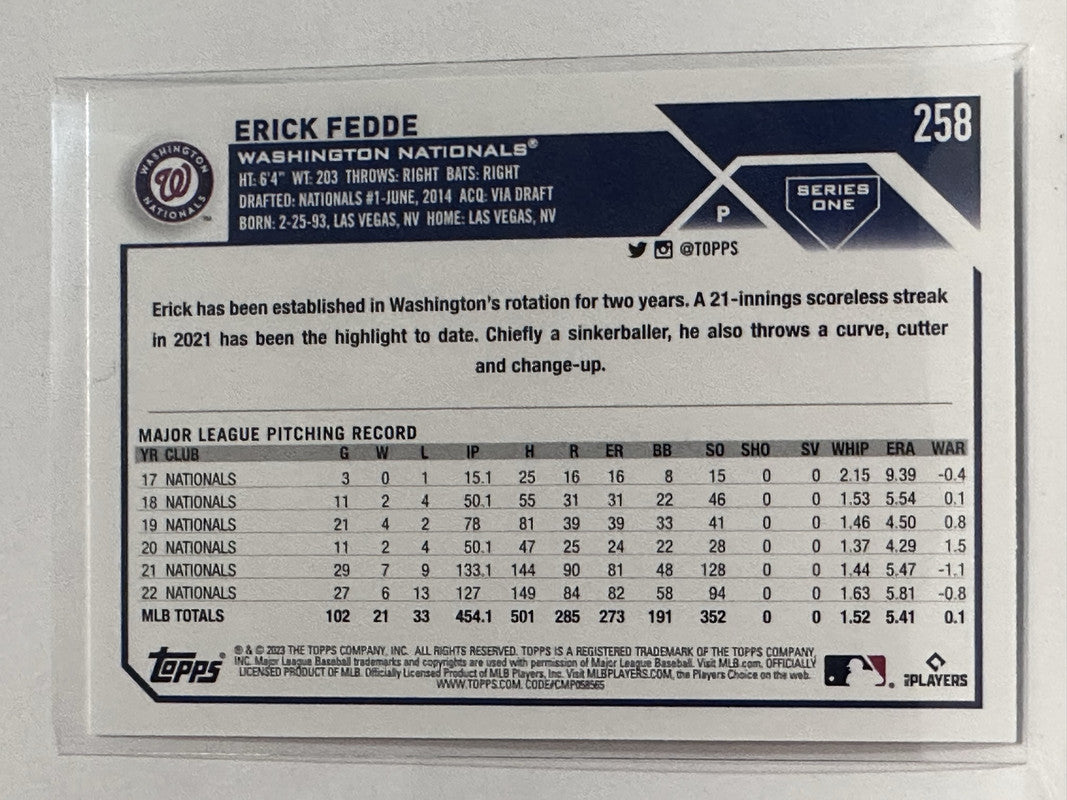 ERICK FEDDE
258
WASHINGTON NATIONALS®
HT: 6'4" WT: 203 THROWS: RIGHT BATS: RIGHT
DRAFTED: NATIONALS #1-JUNE, 2014 ACQ: VIA DRAFT
BORN: 2-25-93, LAS VEGAS, NV HOME: LAS VEGAS, NV
WASHINGTON
W
NATIONALS
TM
P
SERIES
ONE
@TOPPS
Erick has been established in Washington's rotation for two years. A 21-innings scoreless streak
in 2021 has been the highlight to date. Chiefly a sinkerballer, he also throws a curve, cutter
and change-up.
MAJOR LEAGUE PITCHING RECORD
YR CLUB G W L IP H R ER BB SO SHO SV WHIP ERA WAR
17 NATIONALS 3 0 1 15.1 25 16 16 8 15 0 0 2.15 9.39 -0.4
18 NATIONALS 11 2 4 50.1 55 31 31 22 46 0 0 1.53 5.54 0.1
19 NATIONALS 21 4 2 78 81 39 39 33 41 0 0 1.46 4.50 0.8
20 NATIONALS 11 2 4 50.1 47 25 24 22 28 0 0 1.37 4.29 1.5
21 NATIONALS 29 7 9 133.1 144 90 81 48 128 0 0 1.44 5.47 -1.1
22 NATIONALS 27 6 13 127 149 84 82 58 94 0 0 1.63 5.81 -0.8
MLB TOTALS 102 21 33 454.1 501 285 273 191 352 0 0 1.52 5.41 0.1
Topps®
® & © 2023 THE TOPPS COMPANY, INC. ALL RIGHTS RESERVED. TOPPS IS A REGISTERED TRADEMARK OF THE TOPPS COMPANY,
INC. Major League Baseball trademarks and copyrights are used with permission of Major League Baseball. Visit MLB.com. OFFICIALLY
LICENSED PRODUCT OF MLB. Officially Licensed Product of MLB Players, Inc. Visit MLBPLAYERS.COM, the Players Choice on the web.
WWW.TOPPS.COM. CODE#CMP058565
PLAYERS